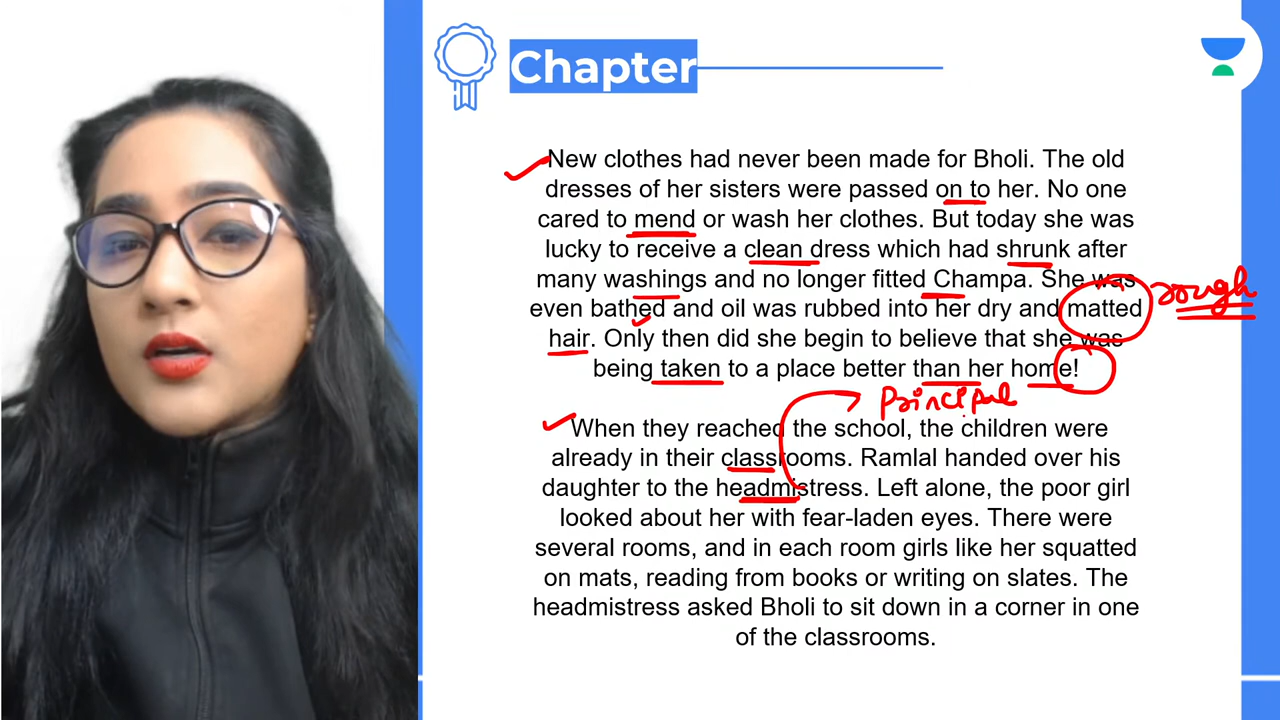 Chapter
New clothes had never been made for Bholi. The old
dresses of her sisters were passed on to her. No one
cared to mend or wash her clothes. But today she was
lucky to receive a clean dress which had shrunk after
many washings and no longer fitted Champa. She was
even bathed and oil was rubbed into her dry and matted
rough
hair. Only then did she begin to believe that she was
being taken to a place better than her home!
Principal
When they reached the school, the children were
already in their classrooms. Ramlal handed over his
daughter to the headmistress. Left alone, the poor girl
looked about her with fear-laden eyes. There were
several rooms, and in each room girls like her squatted
on mats, reading from books or writing on slates. The
headmistress asked Bholi to sit down in a corner in one
of the classrooms.